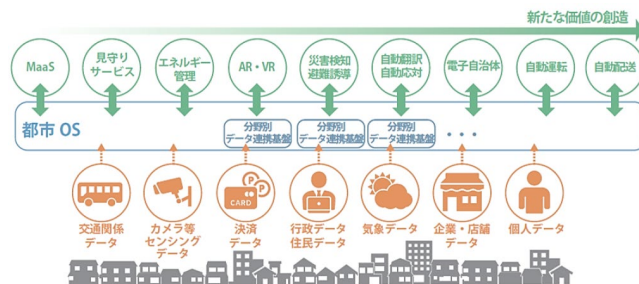 新たな価値の創造
MaaS
見守り
サービス
エネルギー
管理
AR・VR
災害検知
避難誘導
自動翻訳
自動応対
電子自治体
自動運転
自動配送
都市 OS
分野別
データ連携基盤
分野別
データ連携基盤
分野別
データ連携基盤
・・・
P
P
CARD
交通関係
データ
カメラ等
センシング
データ
決済
データ
行政データ
住民データ
気象データ
企業・店舗
データ
個人データ